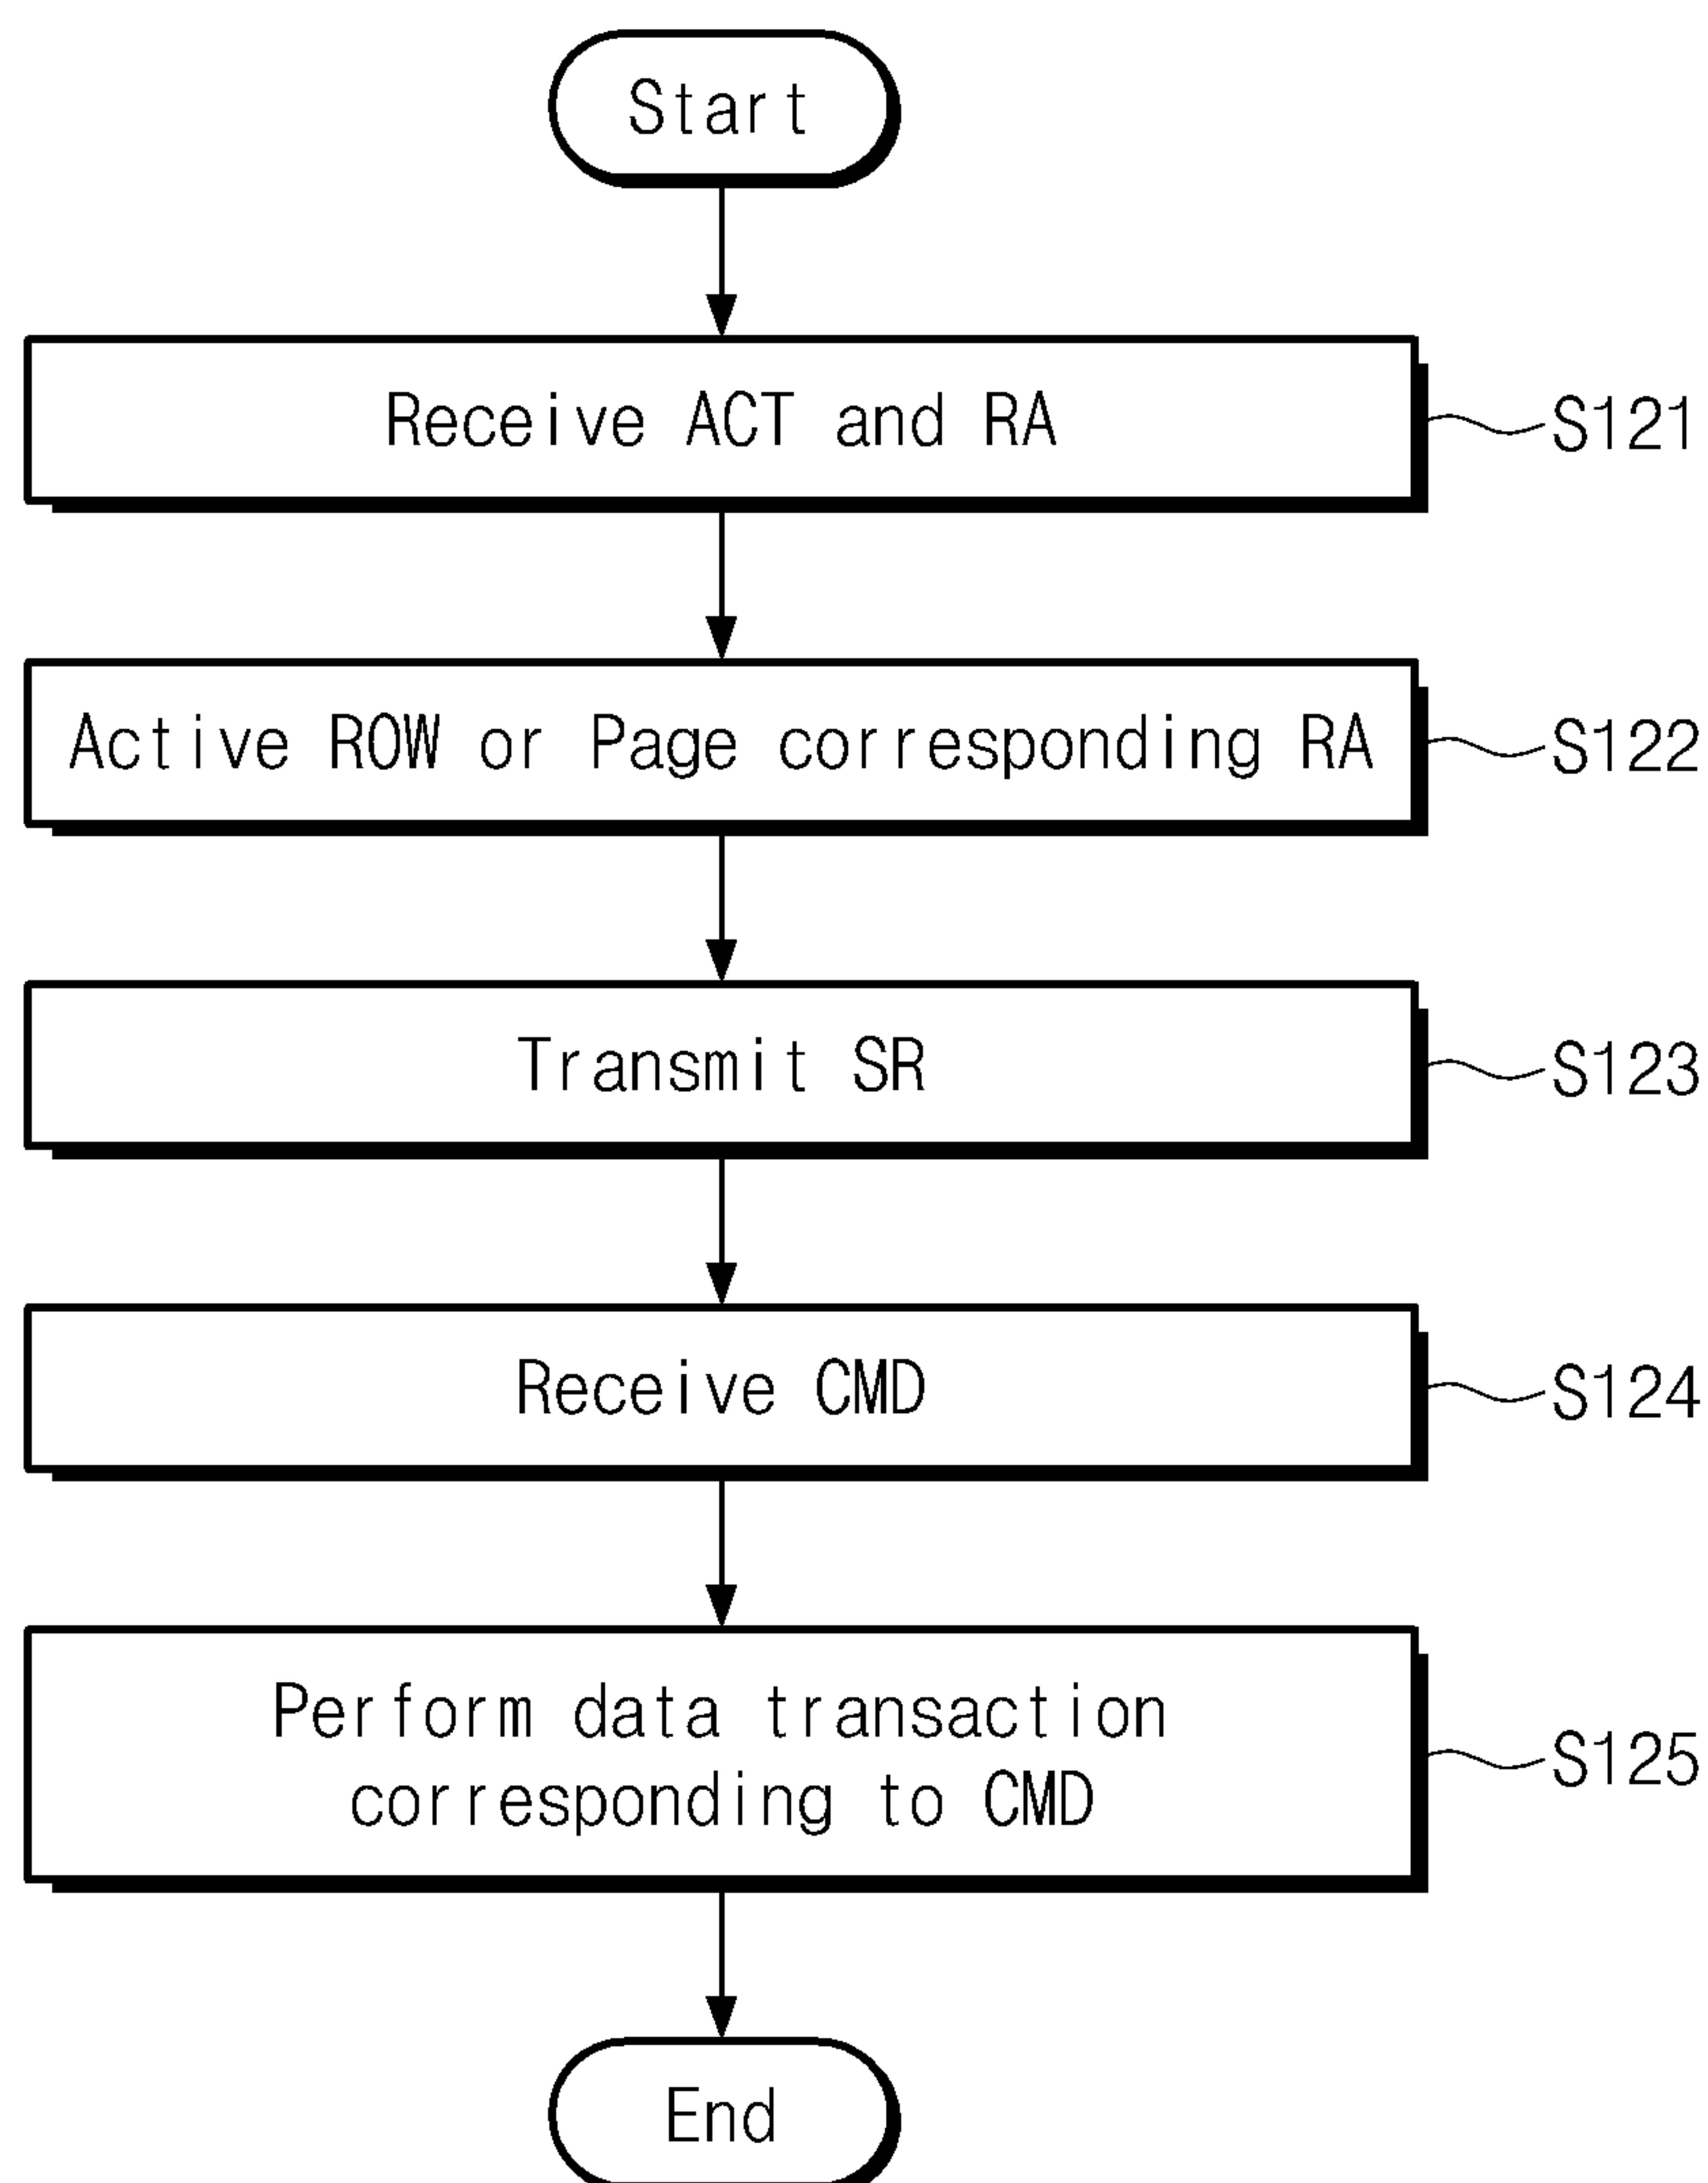 Start
Receive ACT and RA
S121
Active ROW or Page corresponding RA
S122
Transmit SR
S123
Receive CMD
S124
Perform data transaction
corresponding to CMD
S125
End